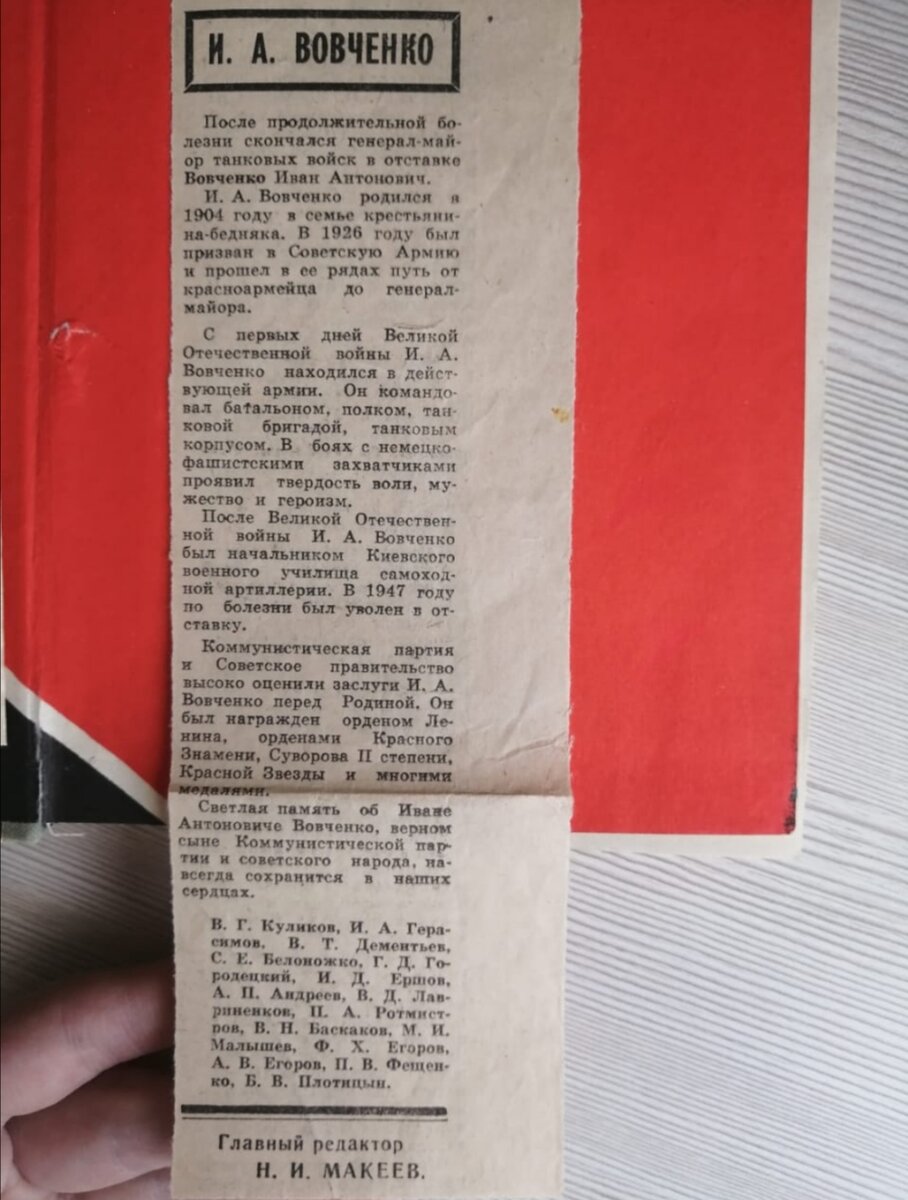 И. А. ВОВЧЕНКО
После продолжительной бо-
лезни скончался генерал-май-
ор танковых войск в отставке
Вовченко Иван Антонович.
И. А. Вовченко родился в
1904 году в семье крестьяни-
на-бедняка. В 1926 году был
призван в Советскую Армию
и прошел в ее рядах путь от
красноармейца до генерал-
майора.
С первых дней Великой
Отечественной войны И. А.
Вовченко находился в дейст-
вующей армии. Он командо-
вал батальоном, полком, тан-
ковой бригадой, танковым
корпусом. В боях с немецко-
фашистскими захватчиками
проявил твердость воли, му-
жество и героизм.
После Великой Отечествен-
ной войны И. А. Вовченко
был начальником Киевского
военного училища самоход-
ной артиллерии. В 1947 году
по болезни был уволен в от-
ставку.
Коммунистическая партия
и Советское правительство
высоко оценили заслуги И. А.
Вовченко перед Родиной. Он
был награжден орденом Ле-
нина, орденами Красного
Знамени, Суворова II степени,
Красной Звезды и многими
медалями.
Светлая память об Иване
Антоновиче Вовченко, верном
сыне Коммунистической пар-
тии и советского народа, на-
всегда сохранится в наших
сердцах.
В. Г. Куликов, И. А. Гера-
симов, В. Т. Дементьев,
С. Е. Белоножко, Г. Д. Го-
родецкий, И. Д. Ершов,
А. П. Андреев, В. Д. Лав-
риненков, П. А. Ротмист-
ров, В. Н. Баскаков, М. И.
Малышев, Ф. Х. Егоров,
А. В. Егоров, П. В. Фещен-
ко, Б. В. Плотицын.
Главный редактор
Н. И. МАКЕЕВ.